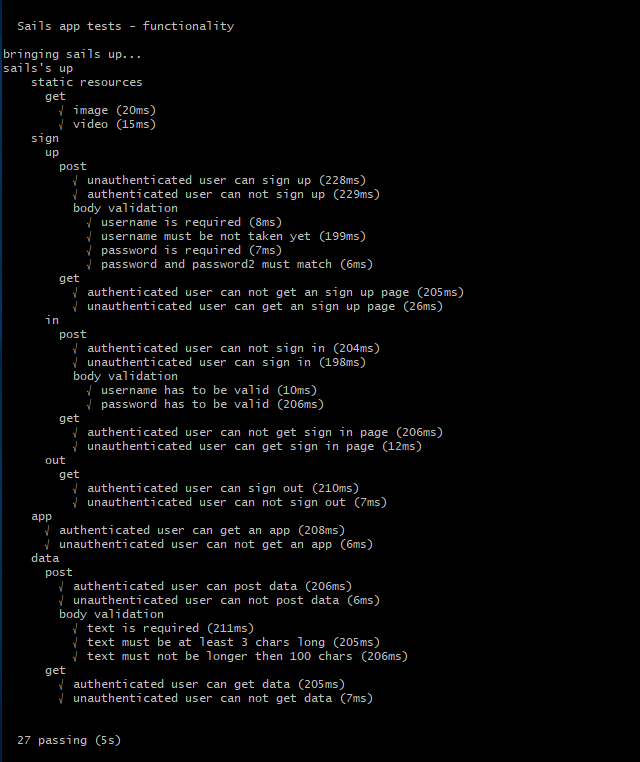 Sails app tests - functionality
bringing sails up...
sails's up
static resources
get
√ image (20ms)
√ video (15ms)
sign
up
post
√ unauthenticated user can sign up (228ms)
√ authenticated user can not sign up (229ms)
body validation
√ username is required (8ms)
√ username must be not taken yet (199ms)
√ password is required (7ms)
√ password and password2 must match (6ms)
get
√ authenticated user can not get an sign up page (205ms)
√ unauthenticated user can get an sign up page (26ms)
in
post
√ authenticated user can not sign in (204ms)
√ unauthenticated user can sign in (198ms)
body validation
√ username has to be valid (10ms)
√ password has to be valid (206ms)
get
√ authenticated user can not get sign in page (206ms)
√ unauthenticated user can get sign in page (12ms)
out
get
√ authenticated user can sign out (210ms)
√ unauthenticated user can not sign out (7ms)
app
√ authenticated user can get an app (208ms)
√ unauthenticated user can not get an app (6ms)
data
post
√ authenticated user can post data (206ms)
√ unauthenticated user can not post data (6ms)
body validation
√ text is required (211ms)
√ text must be at least 3 chars long (205ms)
√ text must not be longer then 100 chars (206ms)
get
√ authenticated user can get data (205ms)
√ unauthenticated user can not get data (7ms)
27 passing (5s)